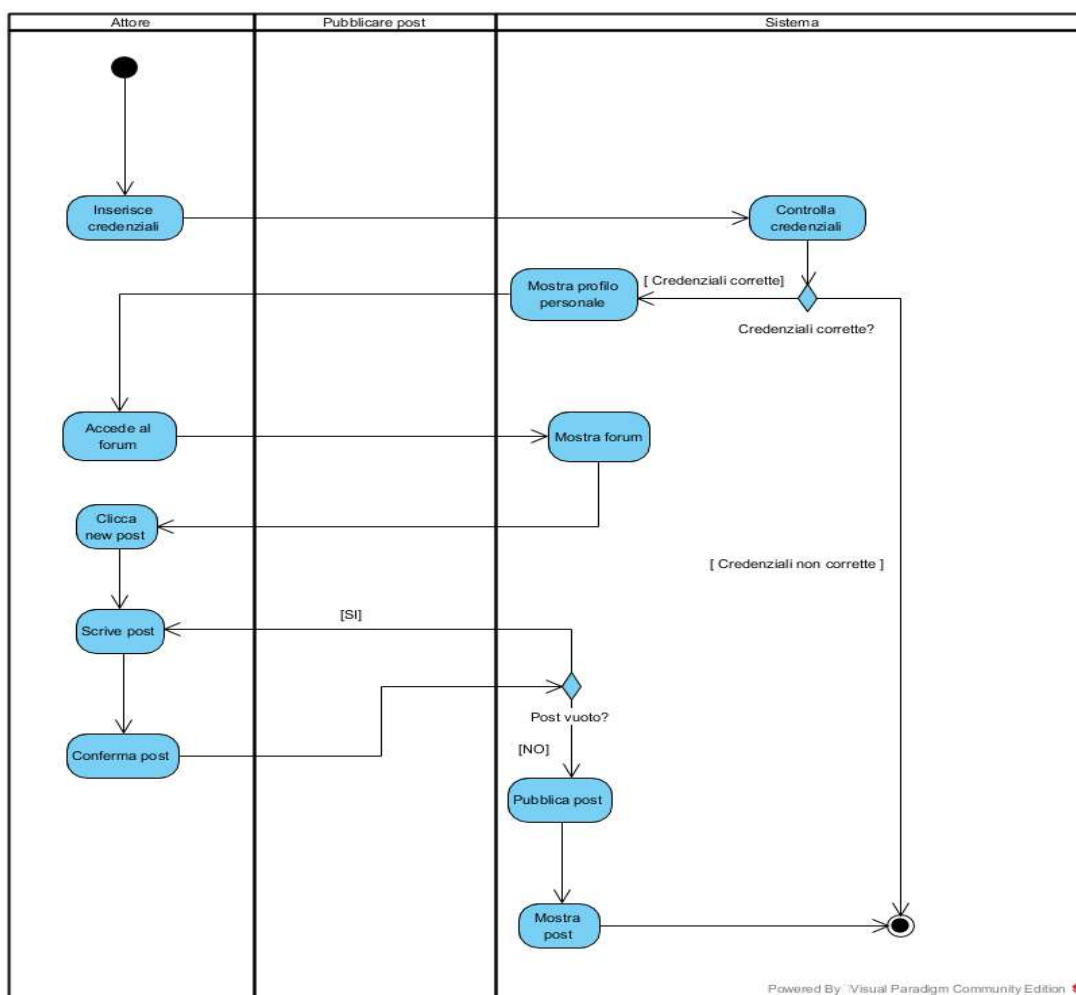 Attore
Pubblicare post
Sistema
Inserisce
credenziali
Controlla
credenziali
Mostra profilo
personale
[ Credenziali corrette]
Credenziali corrette?
Accede al
forum
Mostra forum
Clicca
new post
[ Credenziali non corrette ]
[SI]
Scrive post
Post vuoto?
Conferma post
[NO]
Pubblica post
Mostra
post
Powered By Visual Paradigm Community Edition